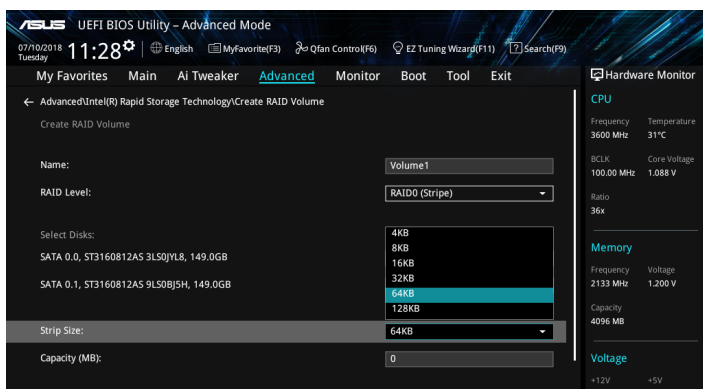 ASUS UEFI BIOS Utility – Advanced Mode
07/10/2018 Tuesday 11:28 English MyFavorite(F3) Qfan Control(F6) EZ Tuning Wizard(F11) Search(F9)
My Favorites Main Ai Tweaker Advanced Monitor Boot Tool Exit
Hardware Monitor
← Advanced\Intel(R) Rapid Storage Technology\Create RAID Volume
Create RAID Volume
Name: Volume1
RAID Level: RAID0 (Stripe)
Select Disks:
SATA 0.0, ST3160812AS 3LS0JYL8, 149.0GB
SATA 0.1, ST3160812AS 9LS0BJ5H, 149.0GB
4KB
8KB
16KB
32KB
64KB
128KB
Strip Size: 64KB
Capacity (MB): 0
CPU
Frequency Temperature
3600 MHz 31°C
BCLK Core Voltage
100.00 MHz 1.088 V
Ratio
36x
Memory
Frequency Voltage
2133 MHz 1.200 V
Capacity
4096 MB
Voltage
+12V +5V